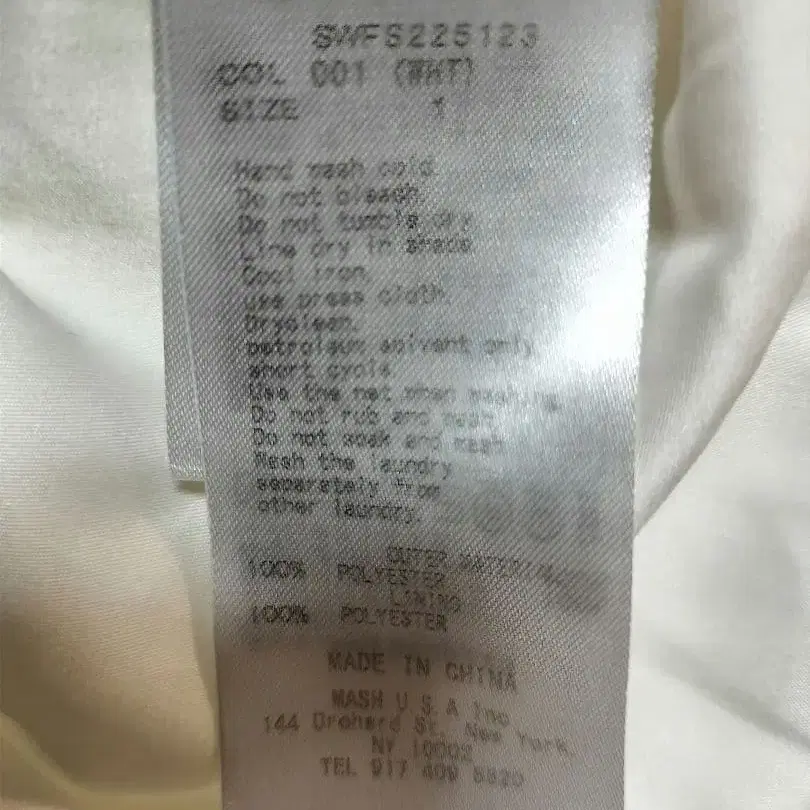 SWFS225123
COL 001 (WHT)
SIZE 1
Hand wash cold
Do not bleach
Do not tumble dry
Line dry in shade
Cool iron
use press cloth.
Dryclean.
petroleum solvent only
short cycle
Use the net when washing.
Do not rub and wash
Do not soak and wash
Wash the laundry
separately from
other laundry.
OUTER MATERIAL
100% POLYESTER
LINING
100% POLYESTER
MADE IN CHINA
MASH U.S.A Inc
144 Orchard St, New York,
NY 10002
TEL 917 409